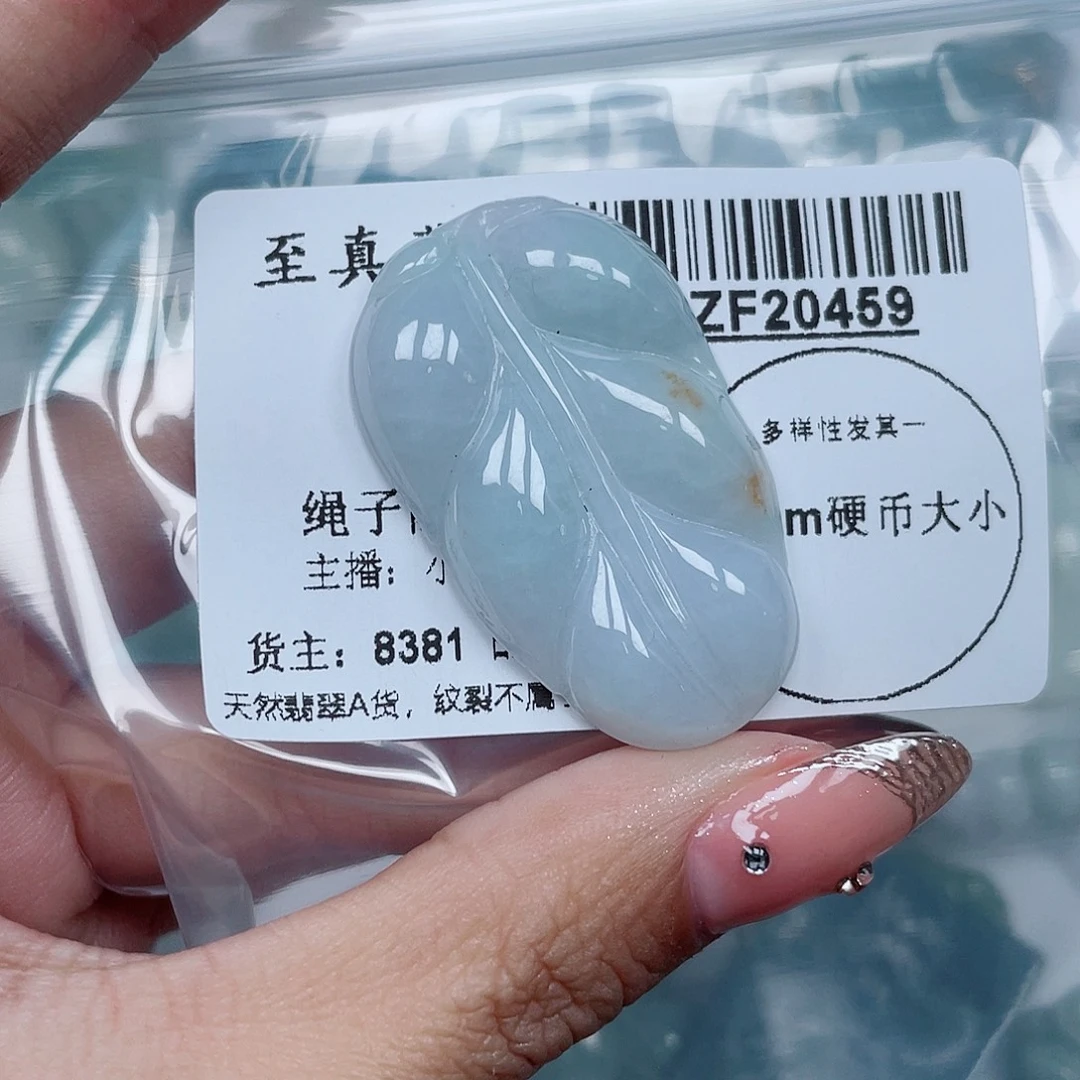 至真
ZF20459
多样性发其一
绳子
m硬币大小
主播:小
货主:8381
天然翡翠A货,纹裂不属